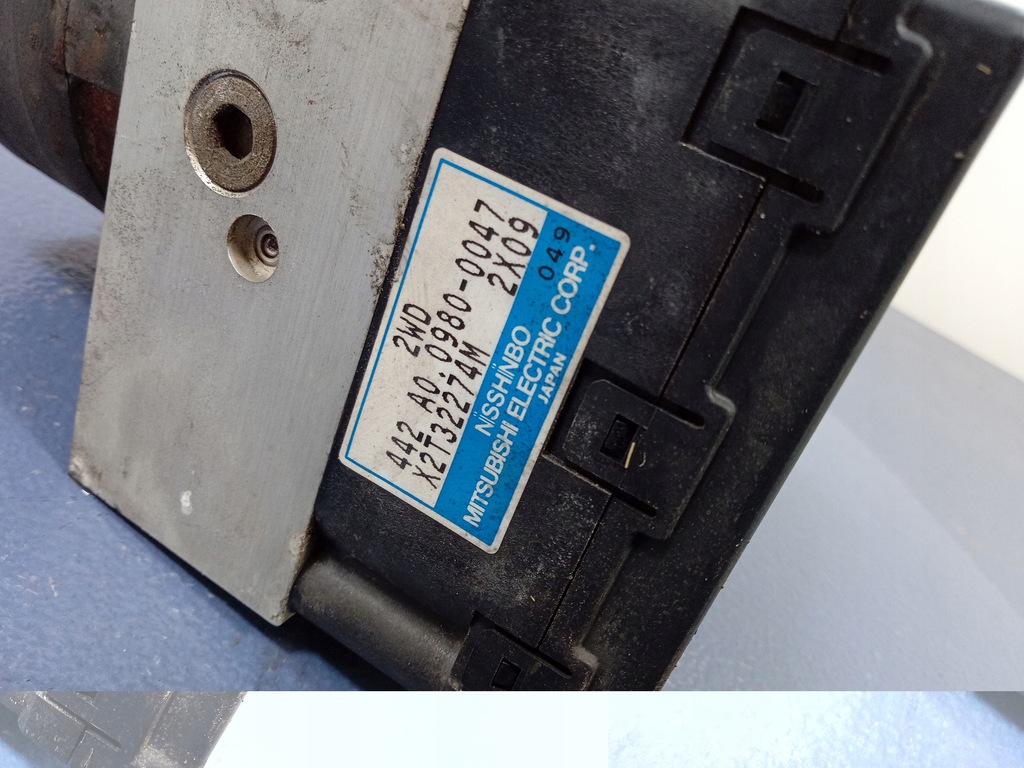 2WD
442 A0.0980-0047
X2T32274M 2X09
NISSHINBO 049
MITSUBISHI ELECTRIC CORP.
JAPAN